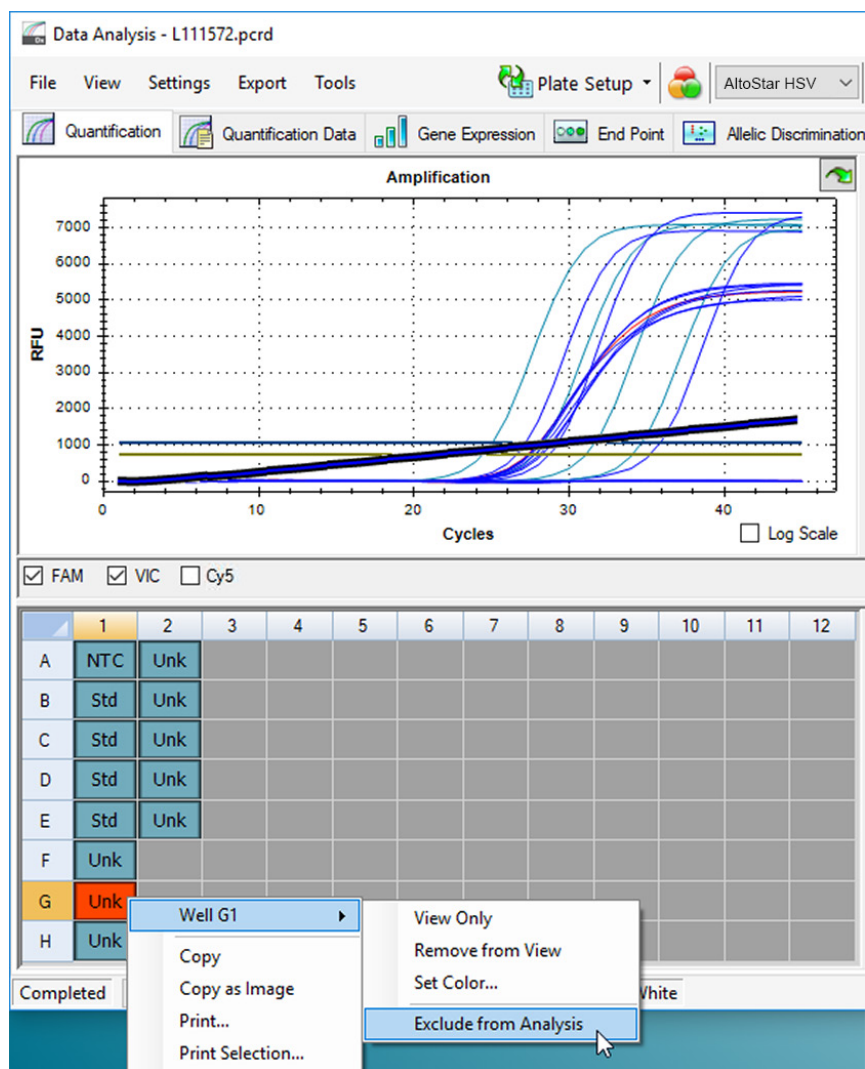 Data Analysis - L111572.pcrd
File View Settings Export Tools Plate Setup AltoStar HSV
Quantification Quantification Data Gene Expression End Point Allelic Discrimination
Amplification
7000
6000
5000
4000
3000
2000
1000
0
RFU
0 10 20 30 40
Cycles
Log Scale
FAM VIC Cy5
1 2 3 4 5 6 7 8 9 10 11 12
A NTC Unk
B Std Unk
C Std Unk
D Std Unk
E Std Unk
F Unk
G Unk
H Unk
Well G1
Copy
Copy as Image
Print...
Print Selection...
View Only
Remove from View
Set Color...
Exclude from Analysis
Completed